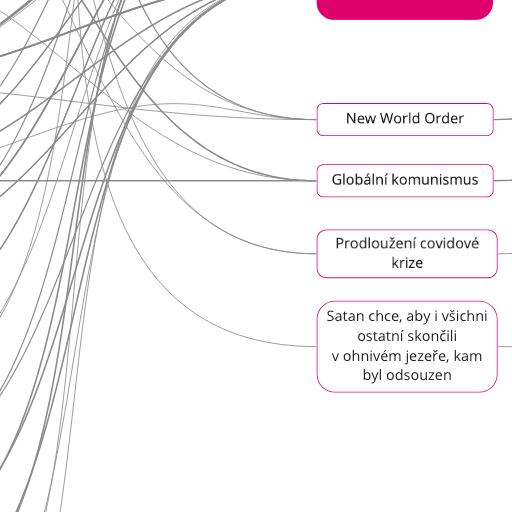 New World Order
Globální komunismus
Prodloužení covidové
krize
Satan chce, aby i všichni
ostatní skončili
v ohnivém jezeře, kam
byl odsouzen